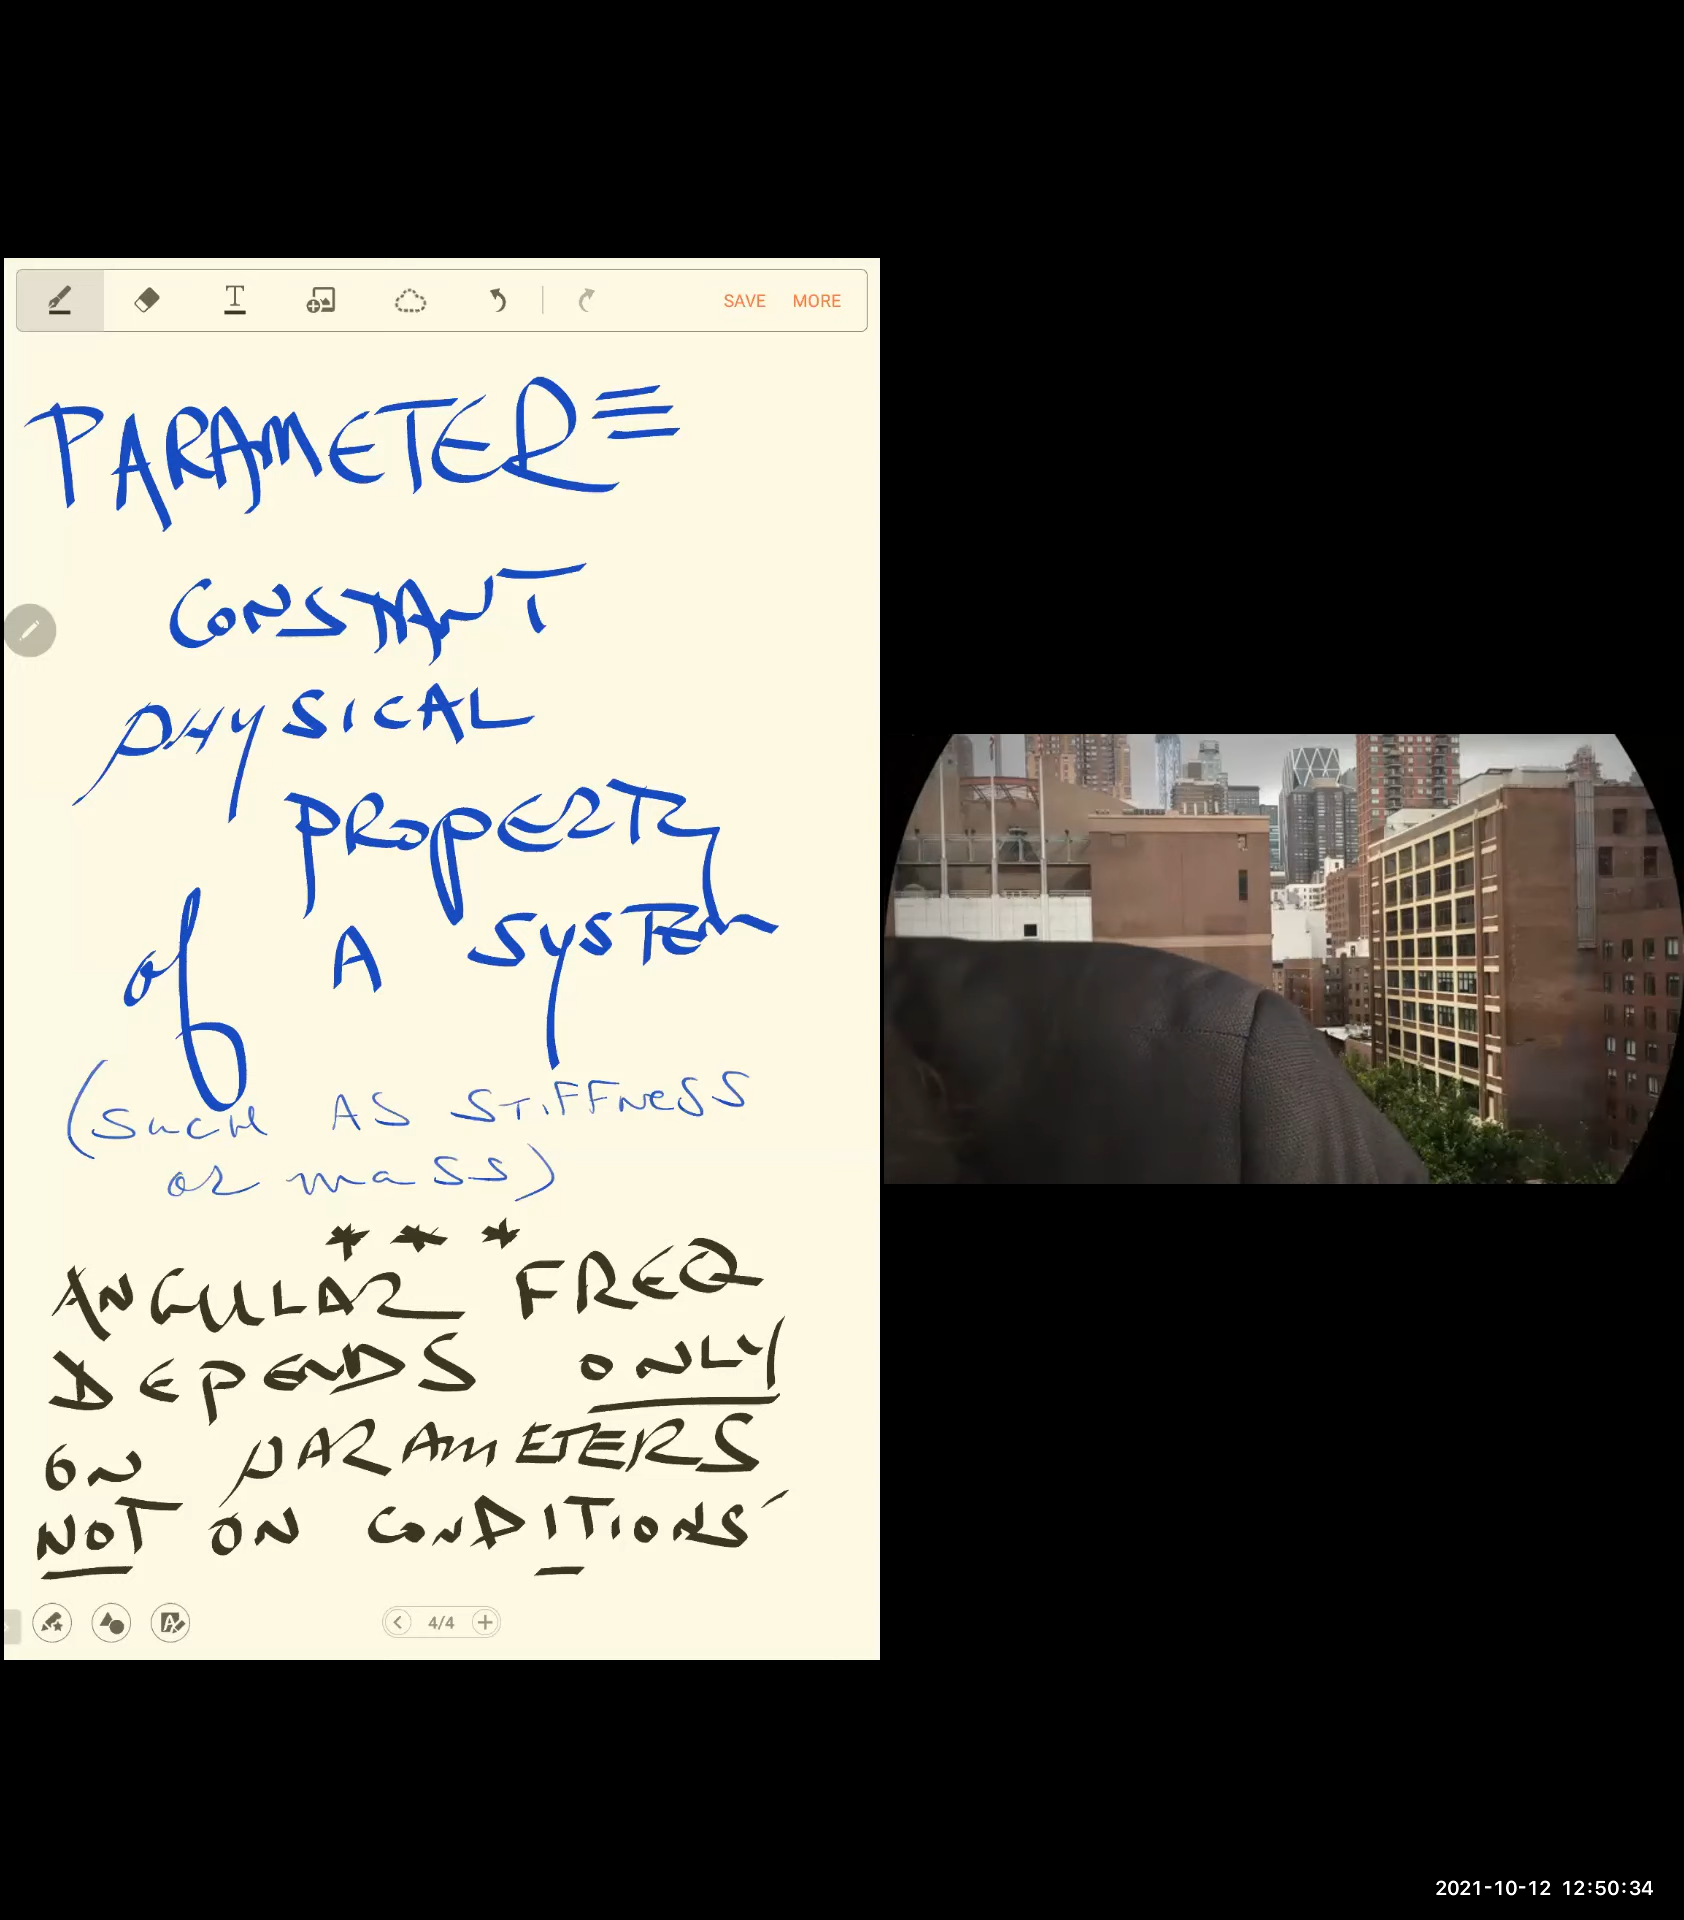 SAVE MORE
PARAMETER ≡
CONSTANT
PHYSICAL
PROPERTY
of A SYSTEM
(SUCH AS STIFFNESS
OR MASS)
* * *
ANGULAR FREQ
DEPENDS ONLY
ON PARAMETERS
NOT ON CONDITIONS
4/4
2021-10-12 12:50:34